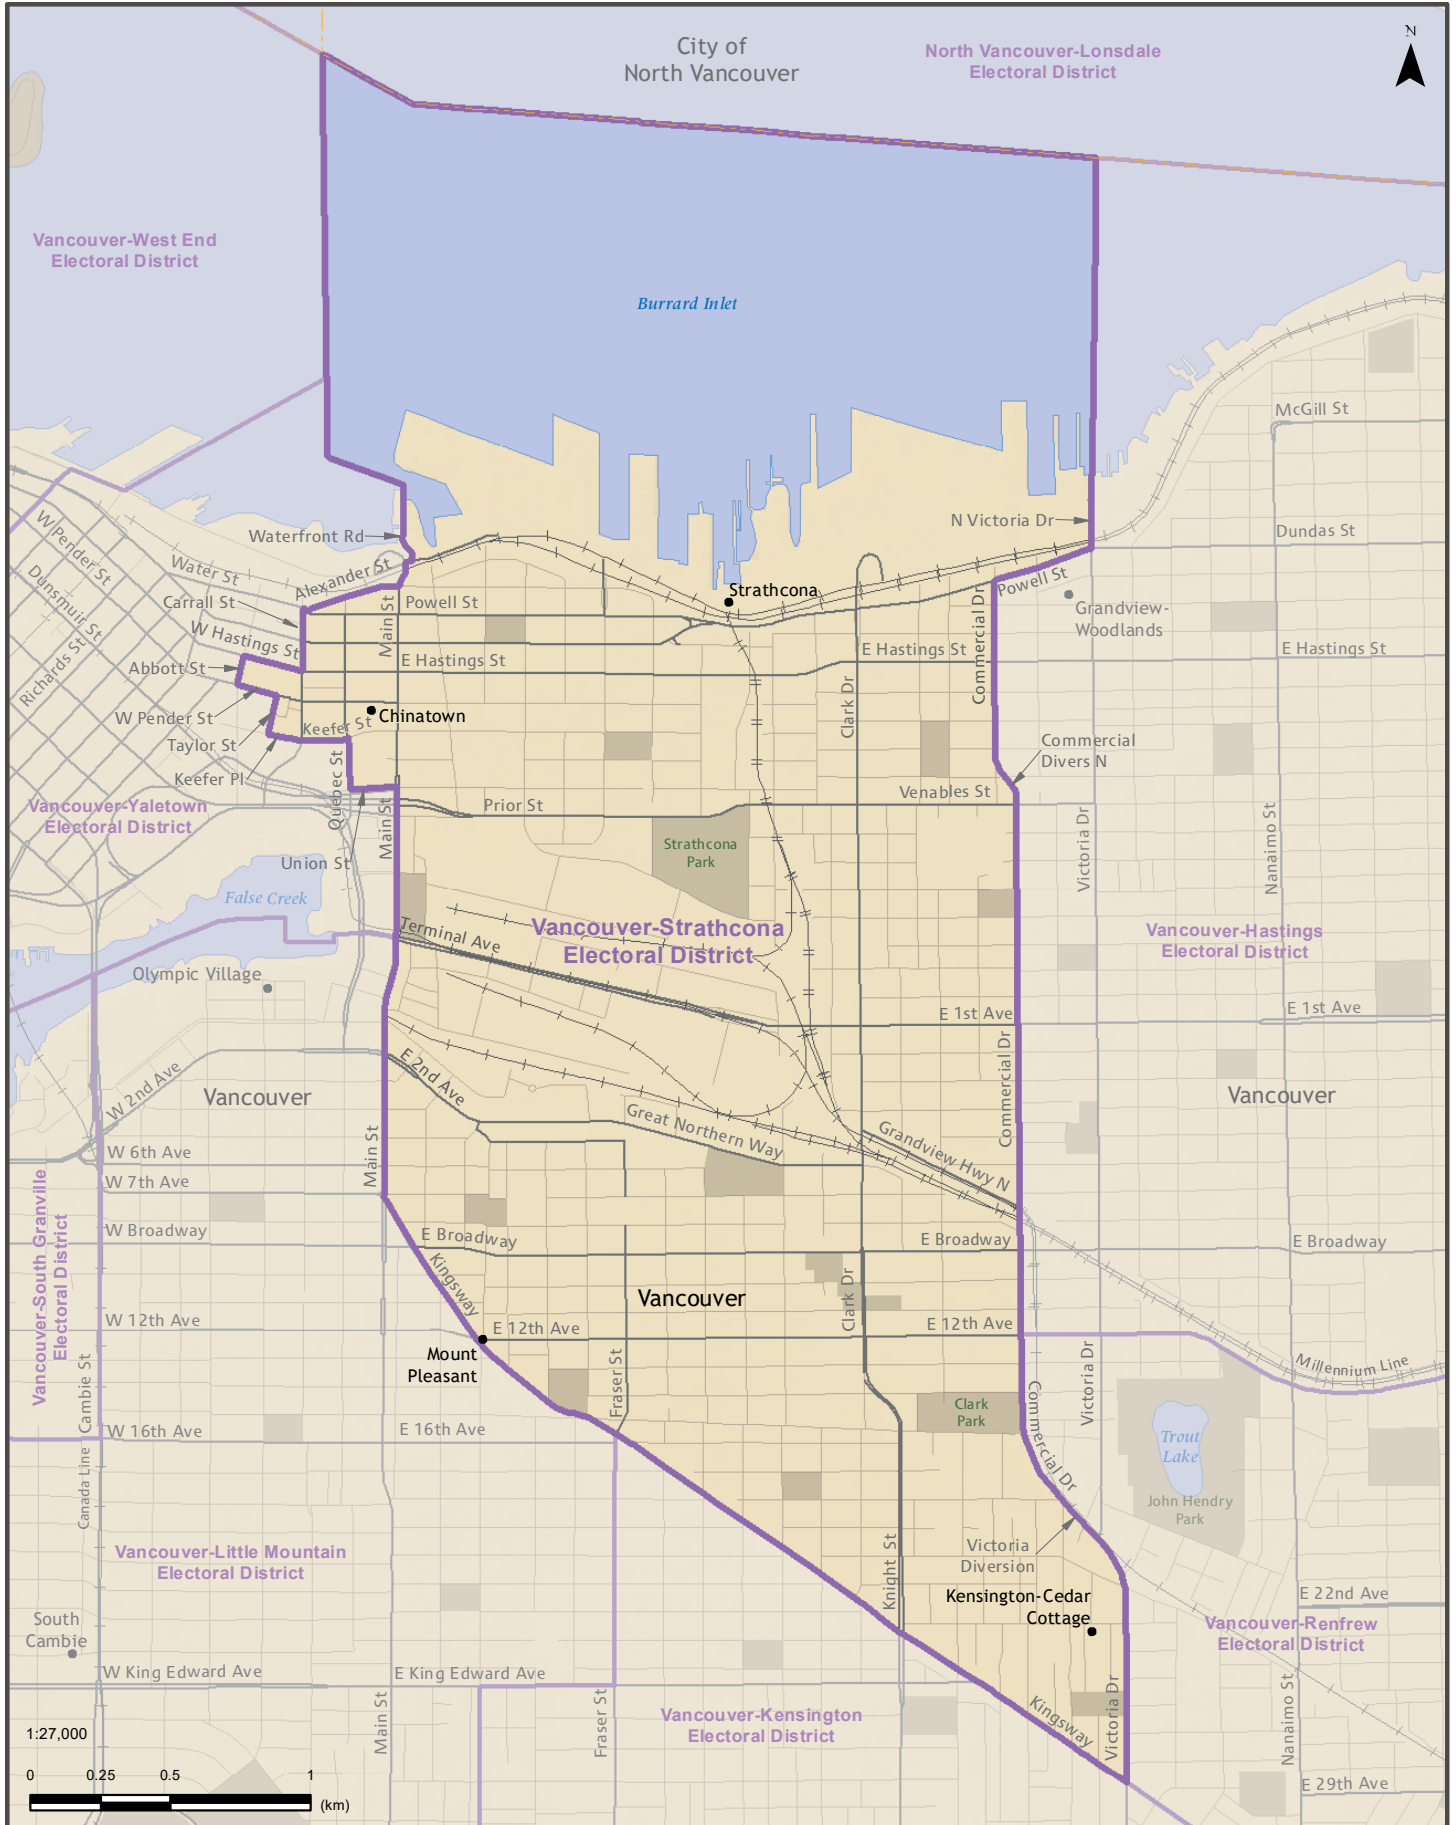 N
City of
North Vancouver
North Vancouver-Lonsdale
Electoral District
Vancouver-West End
Electoral District
Burrard Inlet
McGill St
N Victoria Dr
Dundas St
Waterfront Rd
W Pender St
Water St
Alexander St
Dunsmuir St
Carrall St
Powell St
Main St
Strathcona
Powell St
Commercial Dr
Grandview-
Woodlands
W Hastings St
E Hastings St
E Hastings St
E Hastings St
Richards St
Abbott St
Clark Dr
W Pender St
Chinatown
Keefer St
Taylor St
Keefer Pl
Quebec St
Commercial
Divers N
Vancouver-Yaletown
Electoral District
Main St
Prior St
Venables St
Union St
Strathcona
Park
Victoria Dr
Nanaimo St
False Creek
Terminal Ave
Vancouver-Strathcona
Electoral District
Vancouver-Hastings
Electoral District
Olympic Village
E 1st Ave
E 1st Ave
W 2nd Ave
Vancouver
E 2nd Ave
Great Northern Way
Commercial Dr
Vancouver
Grandview Hwy N
W 6th Ave
Main St
W 7th Ave
Vancouver-South Granville
Electoral District
W Broadway
E Broadway
E Broadway
E Broadway
Kingsway
Vancouver
Clark Dr
W 12th Ave
E 12th Ave
E 12th Ave
Mount
Pleasant
Fraser St
Cambie St
Victoria Dr
Millennium Line
Clark
Park
Commercial Dr
W 16th Ave
E 16th Ave
Trout
Lake
Canada Line
John Hendry
Park
Vancouver-Little Mountain
Electoral District
Knight St
Victoria
Diversion
Kensington-Cedar
Cottage
E 22nd Ave
South
Cambie
Vancouver-Renfrew
Electoral District
W King Edward Ave
E King Edward Ave
Main St
Fraser St
Vancouver-Kensington
Electoral District
Kingsway
Victoria Dr
Nanaimo St
1:27,000
0
0.25
0.5
1
(km)
E 29th Ave